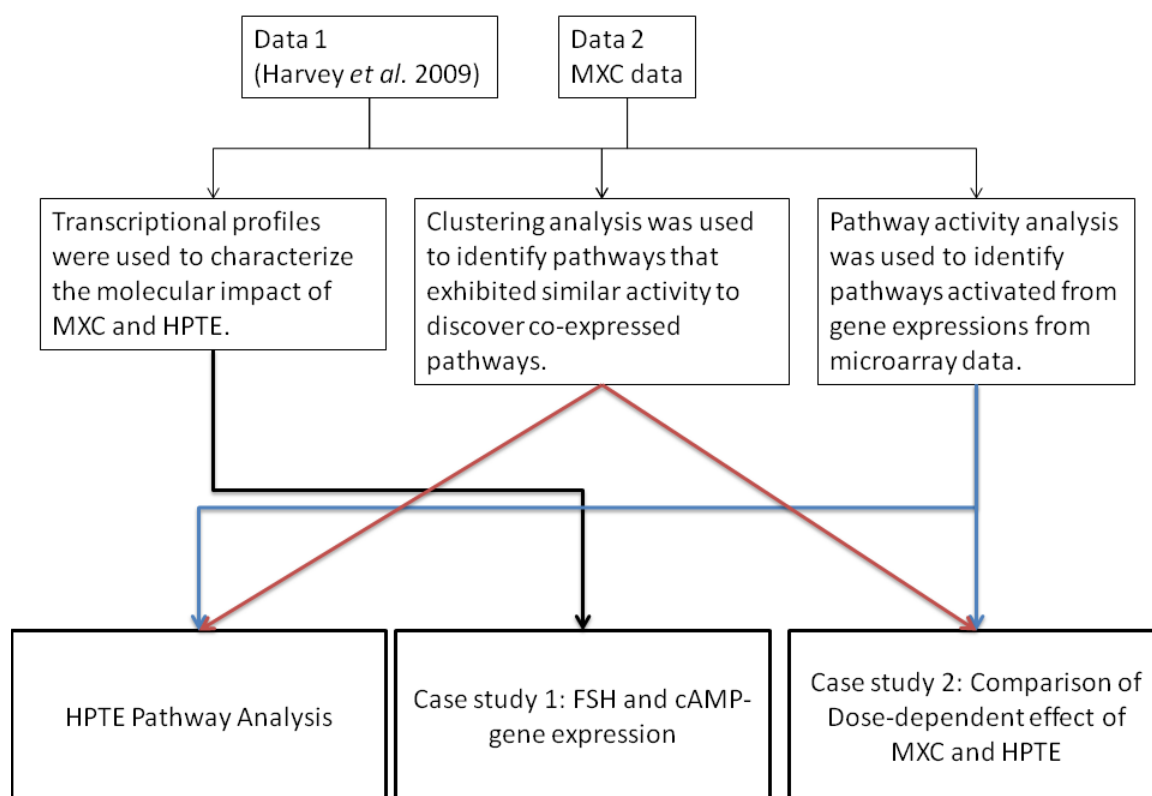 Data 1
(Harvey et al. 2009)
Data 2
MXC data
Transcriptional profiles
were used to characterize
the molecular impact of
MXC and HPTE.
Clustering analysis was used
to identify pathways that
exhibited similar activity to
discover co-expressed
pathways.
Pathway activity analysis
was used to identify
pathways activated from
gene expressions from
microarray data.
HPTE Pathway Analysis
Case study 1: FSH and cAMP-
gene expression
Case study 2: Comparison of
Dose-dependent effect of
MXC and HPTE